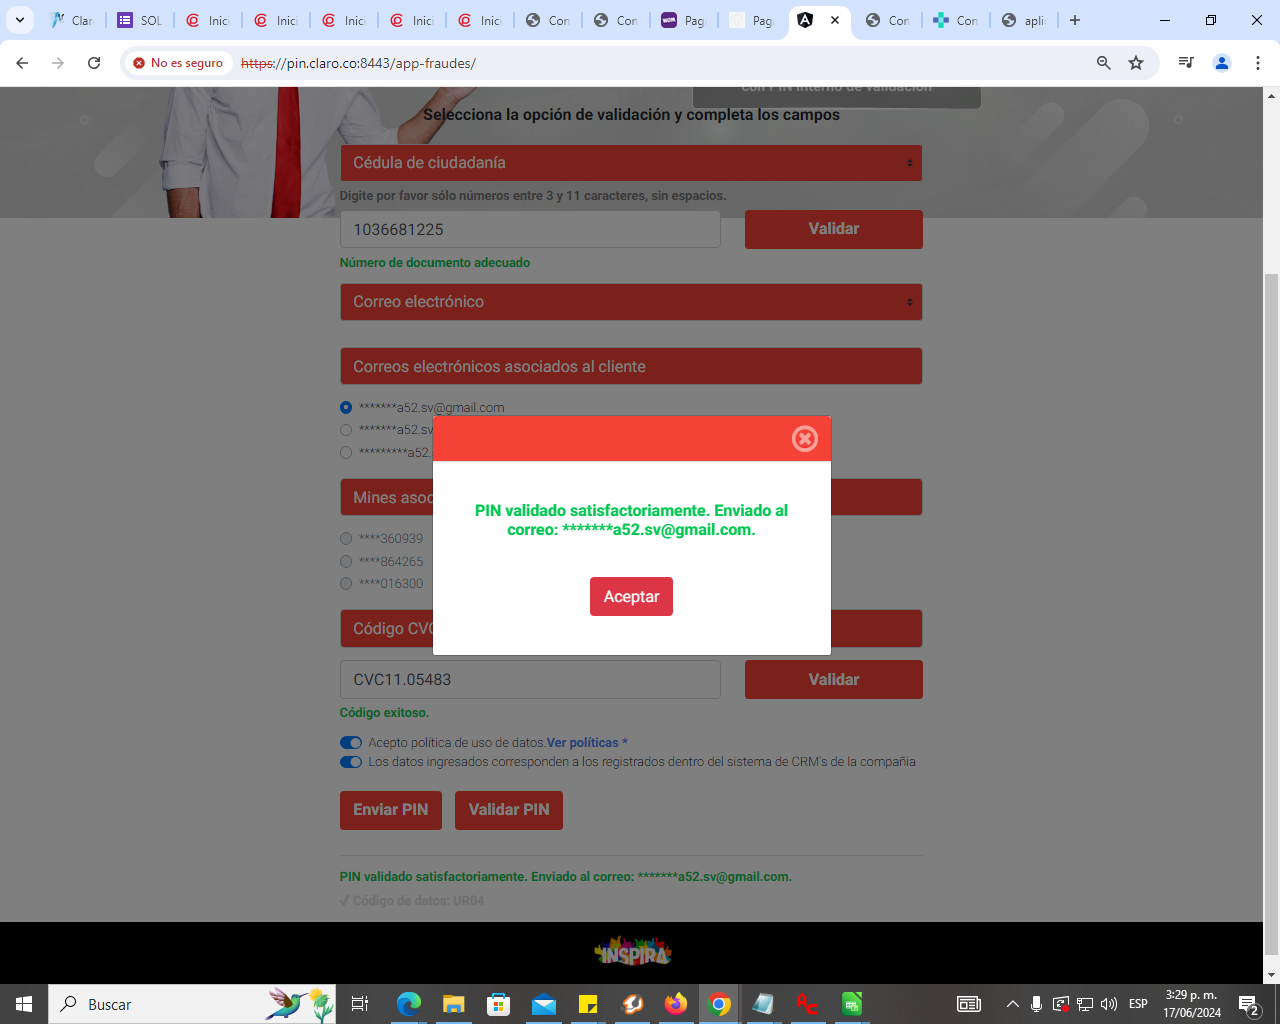 Claro
SOL
Inici
Inici
Inici
Inici
Inici
Con
Con
WOM
Pag
Pag
Con
Con
apli
No es seguro
https://pin.claro.co:8443/app-fraudes/
con PIN interno de validación
Selecciona la opción de validación y completa los campos
Cédula de ciudadanía
Digite por favor sólo números entre 3 y 11 caracteres, sin espacios.
1036681225
Validar
Número de documento adecuado
Correo electrónico
Correos electrónicos asociados al cliente
*******a52.sv@gmail.com
*******a52.sv
*********a52.
Mines asoc
****360939
****864265
****016300
PIN validado satisfactoriamente. Enviado al
correo: *******a52.sv@gmail.com.
Aceptar
Código CVC
CVC11.05483
Validar
Código exitoso.
Acepto política de uso de datos.Ver políticas *
Los datos ingresados corresponden a los registrados dentro del sistema de CRM's de la compañia
Enviar PIN
Validar PIN
PIN validado satisfactoriamente. Enviado al correo: *******a52.sv@gmail.com.
✔ Código de datos: UR04
INSPIRA
Buscar
ESP
3:29 p. m.
17/06/2024
2